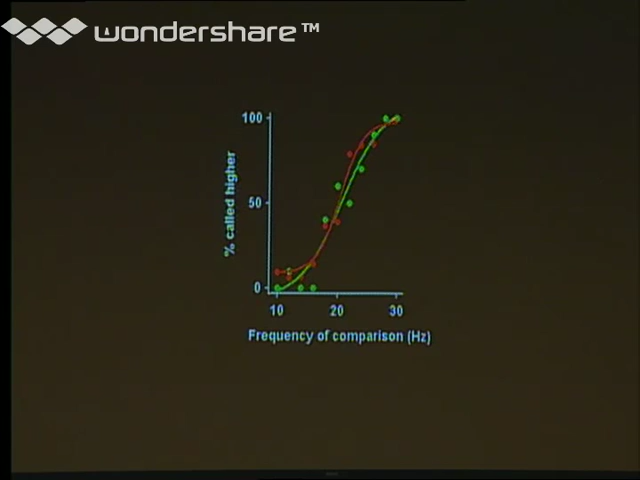 wondershare™
100
% called higher
50
0
10 20 30
Frequency of comparison (Hz)